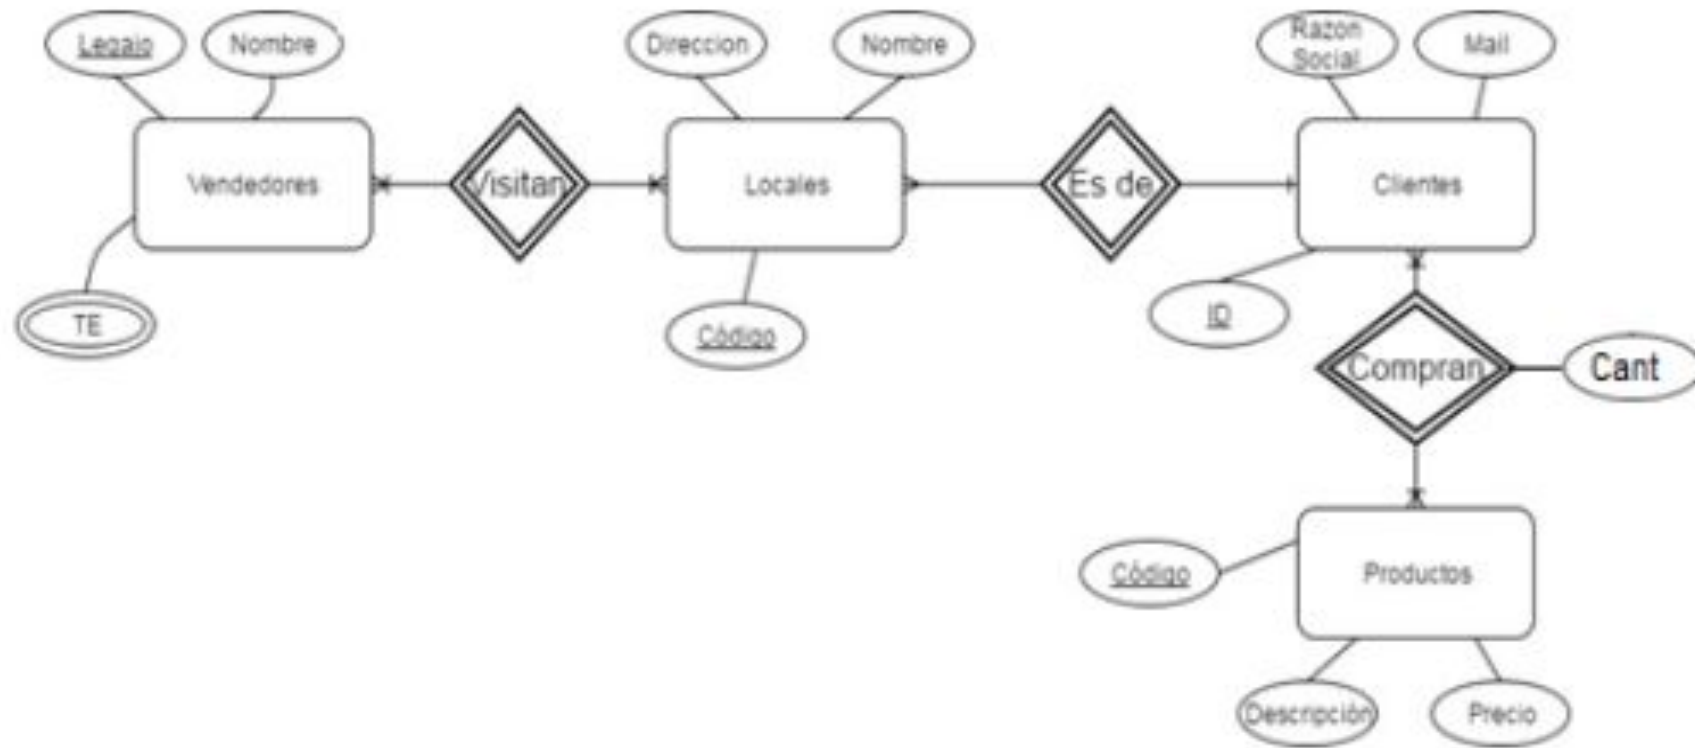 Legajo
Nombre
Direccion
Nombre
Razon
Social
Mail
Vendedores
Visitan
Locales
Es de
Clientes
TE
Código
ID
Compran
Cant
Código
Productos
Descripción
Precio